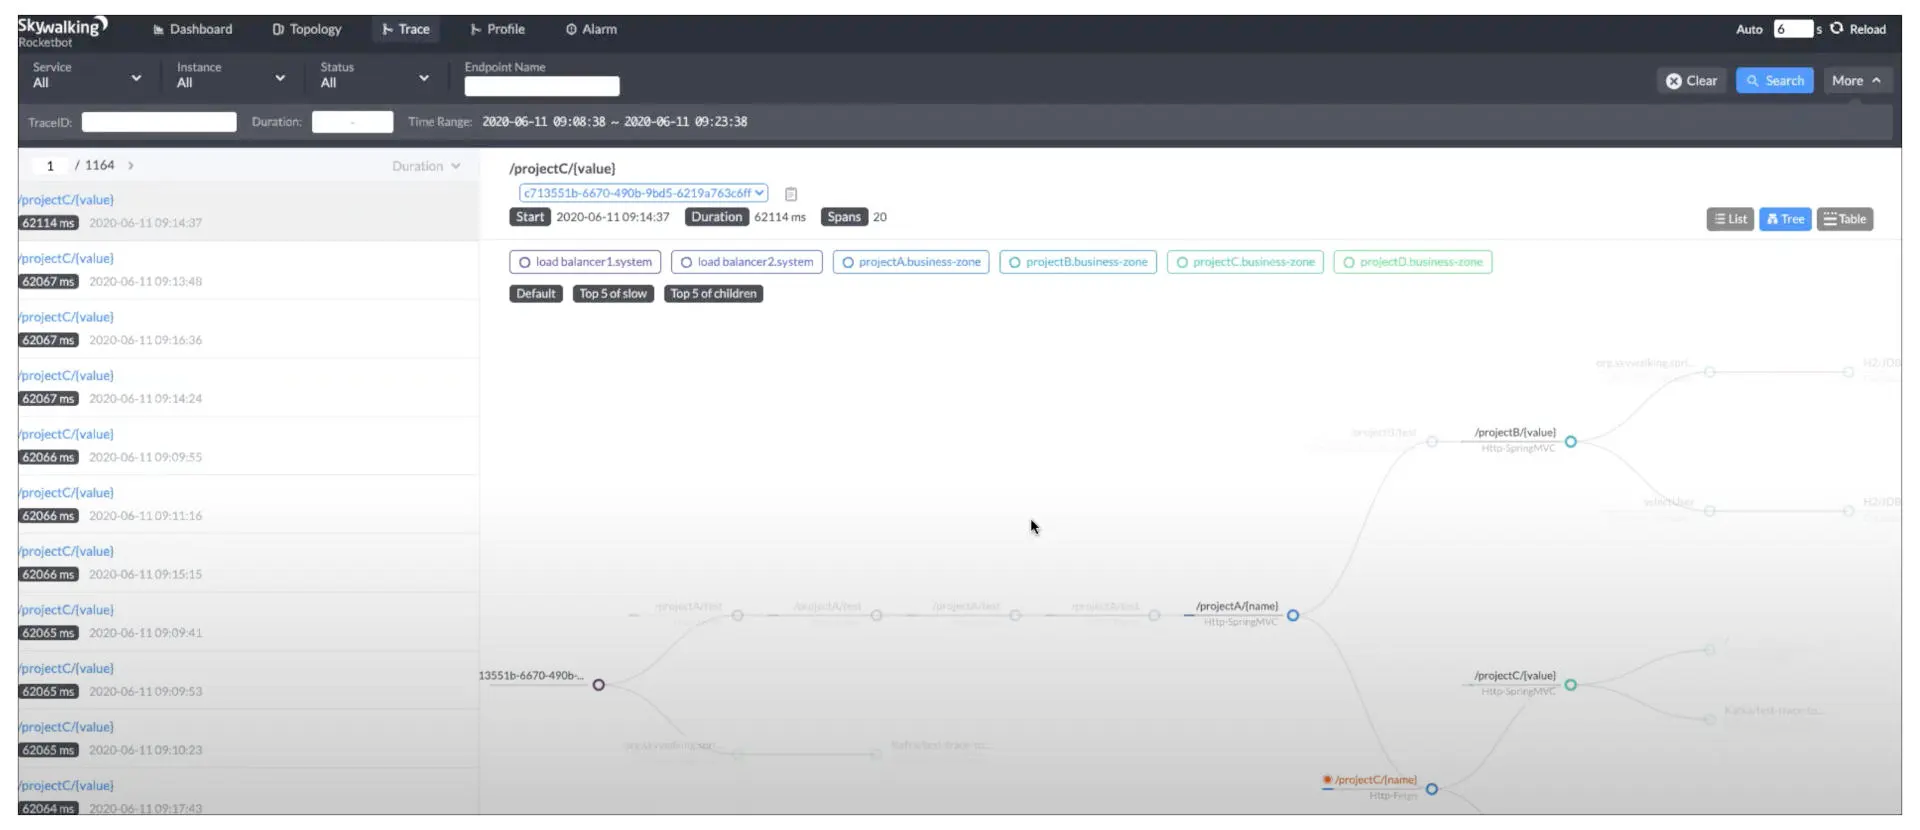 Skywalking
Rocketbot
Dashboard
Topology
Trace
Profile
Alarm
Auto 6 s Reload
Service
All
Instance
All
Status
All
Endpoint Name
Clear
Search
More
TraceID:
Duration: -
Time Range: 2020-06-11 09:08:38 ~ 2020-06-11 09:23:38
1 / 1164 >
Duration
/projectC/{value}
62114 ms 2020-06-11 09:14:37
/projectC/{value}
62067 ms 2020-06-11 09:13:48
/projectC/{value}
62067 ms 2020-06-11 09:16:36
/projectC/{value}
62067 ms 2020-06-11 09:14:24
/projectC/{value}
62066 ms 2020-06-11 09:09:55
/projectC/{value}
62066 ms 2020-06-11 09:11:16
/projectC/{value}
62066 ms 2020-06-11 09:15:15
/projectC/{value}
62065 ms 2020-06-11 09:09:41
/projectC/{value}
62065 ms 2020-06-11 09:09:53
/projectC/{value}
62065 ms 2020-06-11 09:10:23
/projectC/{value}
62064 ms 2020-06-11 09:17:43
/projectC/{value}
c713551b-6670-490b-9bd5-6219a763c6ff
Start 2020-06-11 09:14:37 Duration 62114 ms Spans 20
List
Tree
Table
load balancer1.system
load balancer2.system
projectA.business-zone
projectB.business-zone
projectC.business-zone
projectD.business-zone
Default
Top 5 of slow
Top 5 of children
/projectB/{value}
Http-SpringMVC
/projectA/test
/projectA/test
/projectA/test
/projectA/{name}
Http-SpringMVC
13551b-6670-490b-...
/projectC/{value}
Http-SpringMVC
/projectC/{name}
Http-Feign